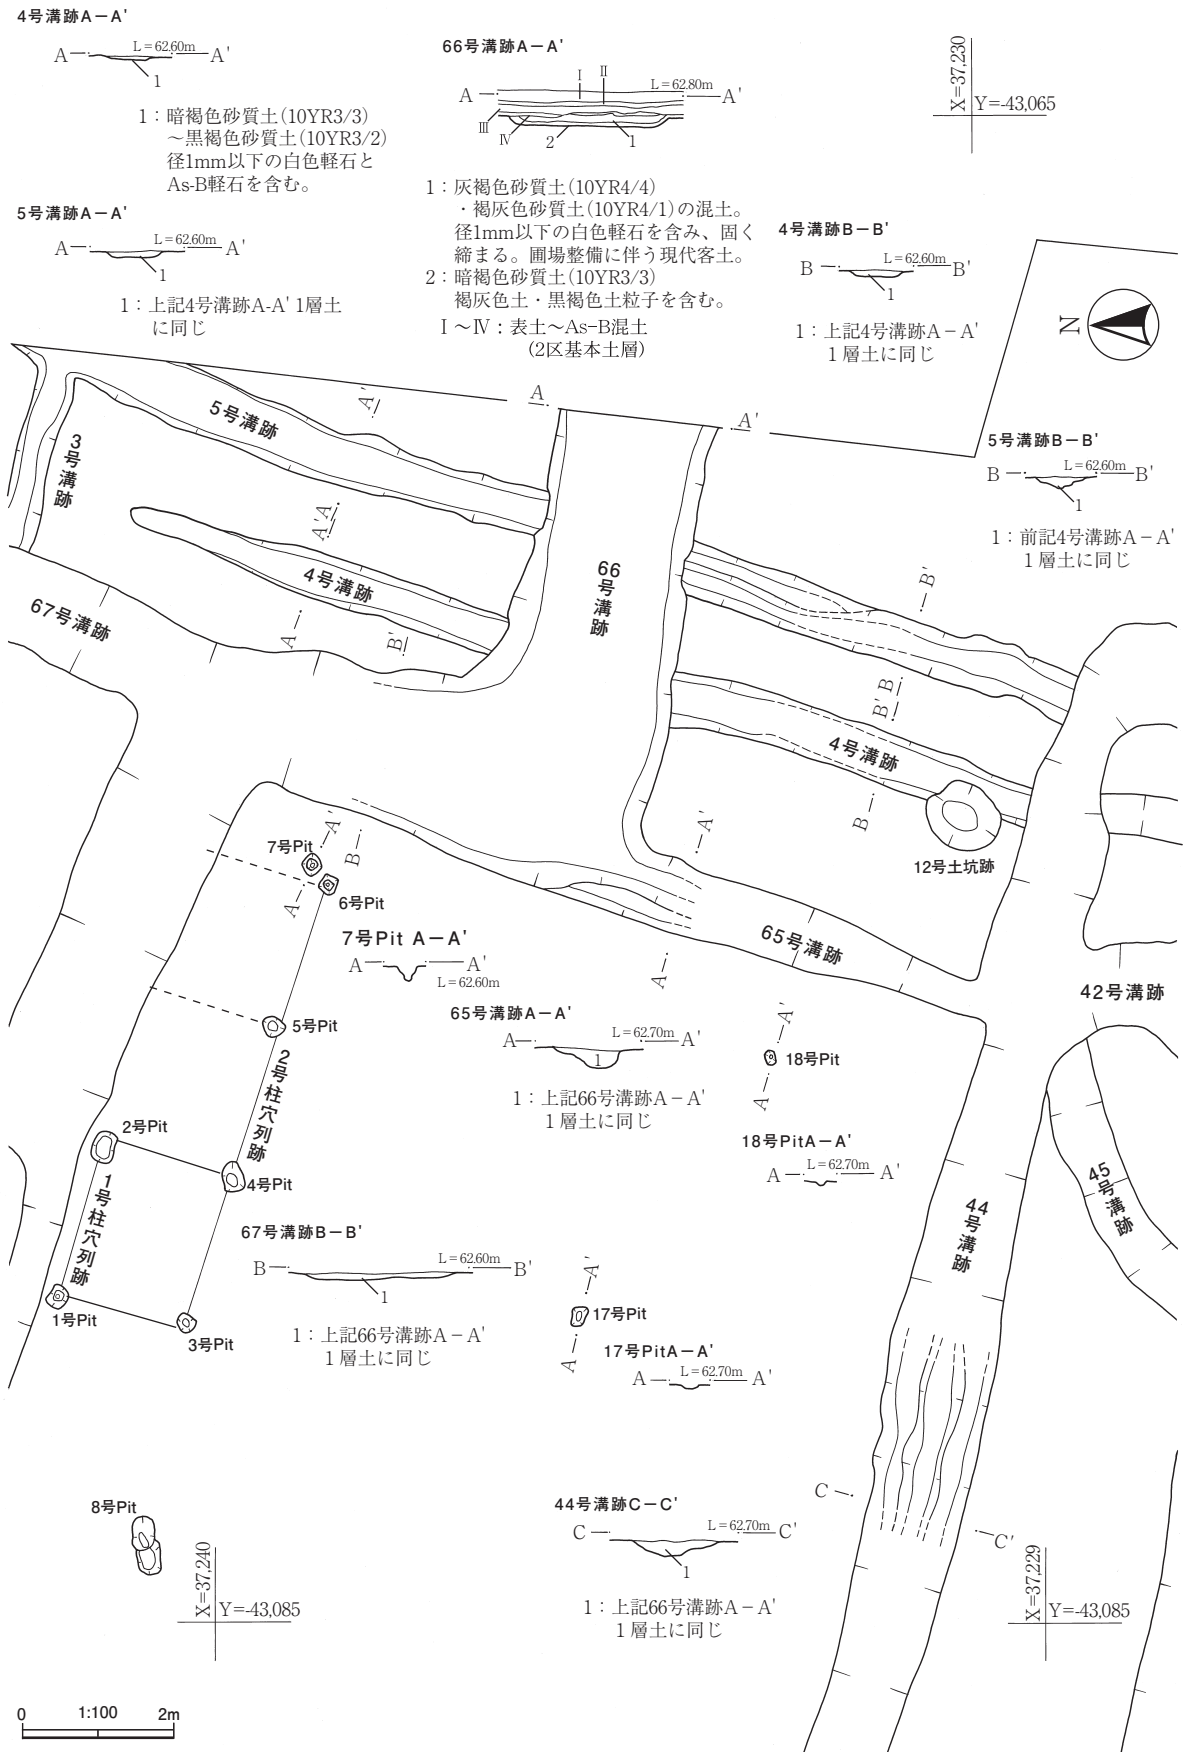 4号溝跡A－A'
A L＝62.60m A'
1
1：暗褐色砂質土(10YR3/3)
～黒褐色砂質土(10YR3/2)
径1mm以下の白色軽石と
As-B軽石を含む。
5号溝跡A－A'
A L＝62.60m A'
1
1：上記4号溝跡A-A' 1層土
に同じ
66号溝跡A－A'
Ⅰ Ⅱ L＝62.80m
A A'
Ⅲ Ⅳ 2 1
1：灰褐色砂質土(10YR4/4)
・褐灰色砂質土(10YR4/1)の混土。
径1mm以下の白色軽石を含み、固く
締まる。圃場整備に伴う現代客土。
2：暗褐色砂質土(10YR3/3)
褐灰色土・黒褐色土粒子を含む。
Ⅰ～Ⅳ：表土～As-B混土
(2区基本土層)
X=37,230
Y=-43,065
4号溝跡B－B'
B L＝62.60m B'
1
1：上記4号溝跡A－A'
1層土に同じ
N
5号溝跡B－B'
B L＝62.60m B'
1
1：前記4号溝跡A－A'
1層土に同じ
3号溝跡
5号溝跡
A'
A
A'
A' A
4号溝跡
67号溝跡
A
B'
66号溝跡
B'
B' B
4号溝跡
B
12号土坑跡
A'
7号Pit
A'
B
A
6号Pit
7号Pit A－A'
A A'
L＝62.60m
65号溝跡
A
42号溝跡
5号Pit
65号溝跡A－A'
A L＝62.70m A'
1
1：上記66号溝跡A－A'
1層土に同じ
A'
18号Pit
A
18号PitA－A'
A L＝62.70m A'
2号柱穴列跡
2号Pit
4号Pit
1号柱穴列跡
1号Pit
3号Pit
67号溝跡B－B'
B L＝62.60m B'
1
1：上記66号溝跡A－A'
1層土に同じ
A'
17号Pit
A
17号PitA－A'
A L＝62.70m A'
44号溝跡
45号溝跡
C
C'
8号Pit
44号溝跡C－C'
C L＝62.70m C'
1
1：上記66号溝跡A－A'
1層土に同じ
X=37,240
Y=-43,085
X=37,229
Y=-43,085
0 1:100 2m